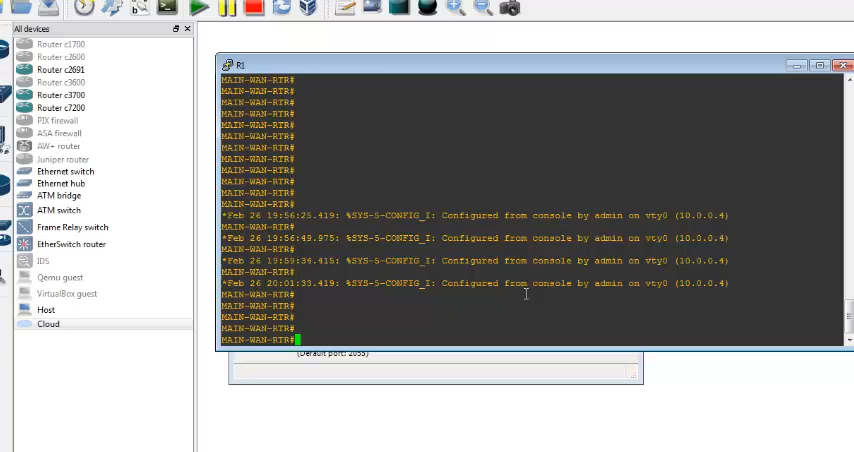 All devices
Router c1700
Router c2600
Router c2691
Router c3600
Router c3700
Router c7200
PIX firewall
ASA firewall
AW+ router
Juniper router
Ethernet switch
Ethernet hub
ATM bridge
ATM switch
Frame Relay switch
EtherSwitch router
IDS
Qemu guest
VirtualBox guest
Host
Cloud
R1
MAIN-WAN-RTR#
MAIN-WAN-RTR#
MAIN-WAN-RTR#
MAIN-WAN-RTR#
MAIN-WAN-RTR#
MAIN-WAN-RTR#
MAIN-WAN-RTR#
MAIN-WAN-RTR#
MAIN-WAN-RTR#
MAIN-WAN-RTR#
MAIN-WAN-RTR#
MAIN-WAN-RTR#
*Feb 26 19:56:25.419: %SYS-5-CONFIG_I: Configured from console by admin on vty0 (10.0.0.4)
MAIN-WAN-RTR#
*Feb 26 19:56:49.975: %SYS-5-CONFIG_I: Configured from console by admin on vty0 (10.0.0.4)
MAIN-WAN-RTR#
*Feb 26 19:59:34.415: %SYS-5-CONFIG_I: Configured from console by admin on vty0 (10.0.0.4)
MAIN-WAN-RTR#
*Feb 26 20:01:33.419: %SYS-5-CONFIG_I: Configured from console by admin on vty0 (10.0.0.4)
MAIN-WAN-RTR#
MAIN-WAN-RTR#
MAIN-WAN-RTR#
MAIN-WAN-RTR#
MAIN-WAN-RTR#
(Default port: 2055)